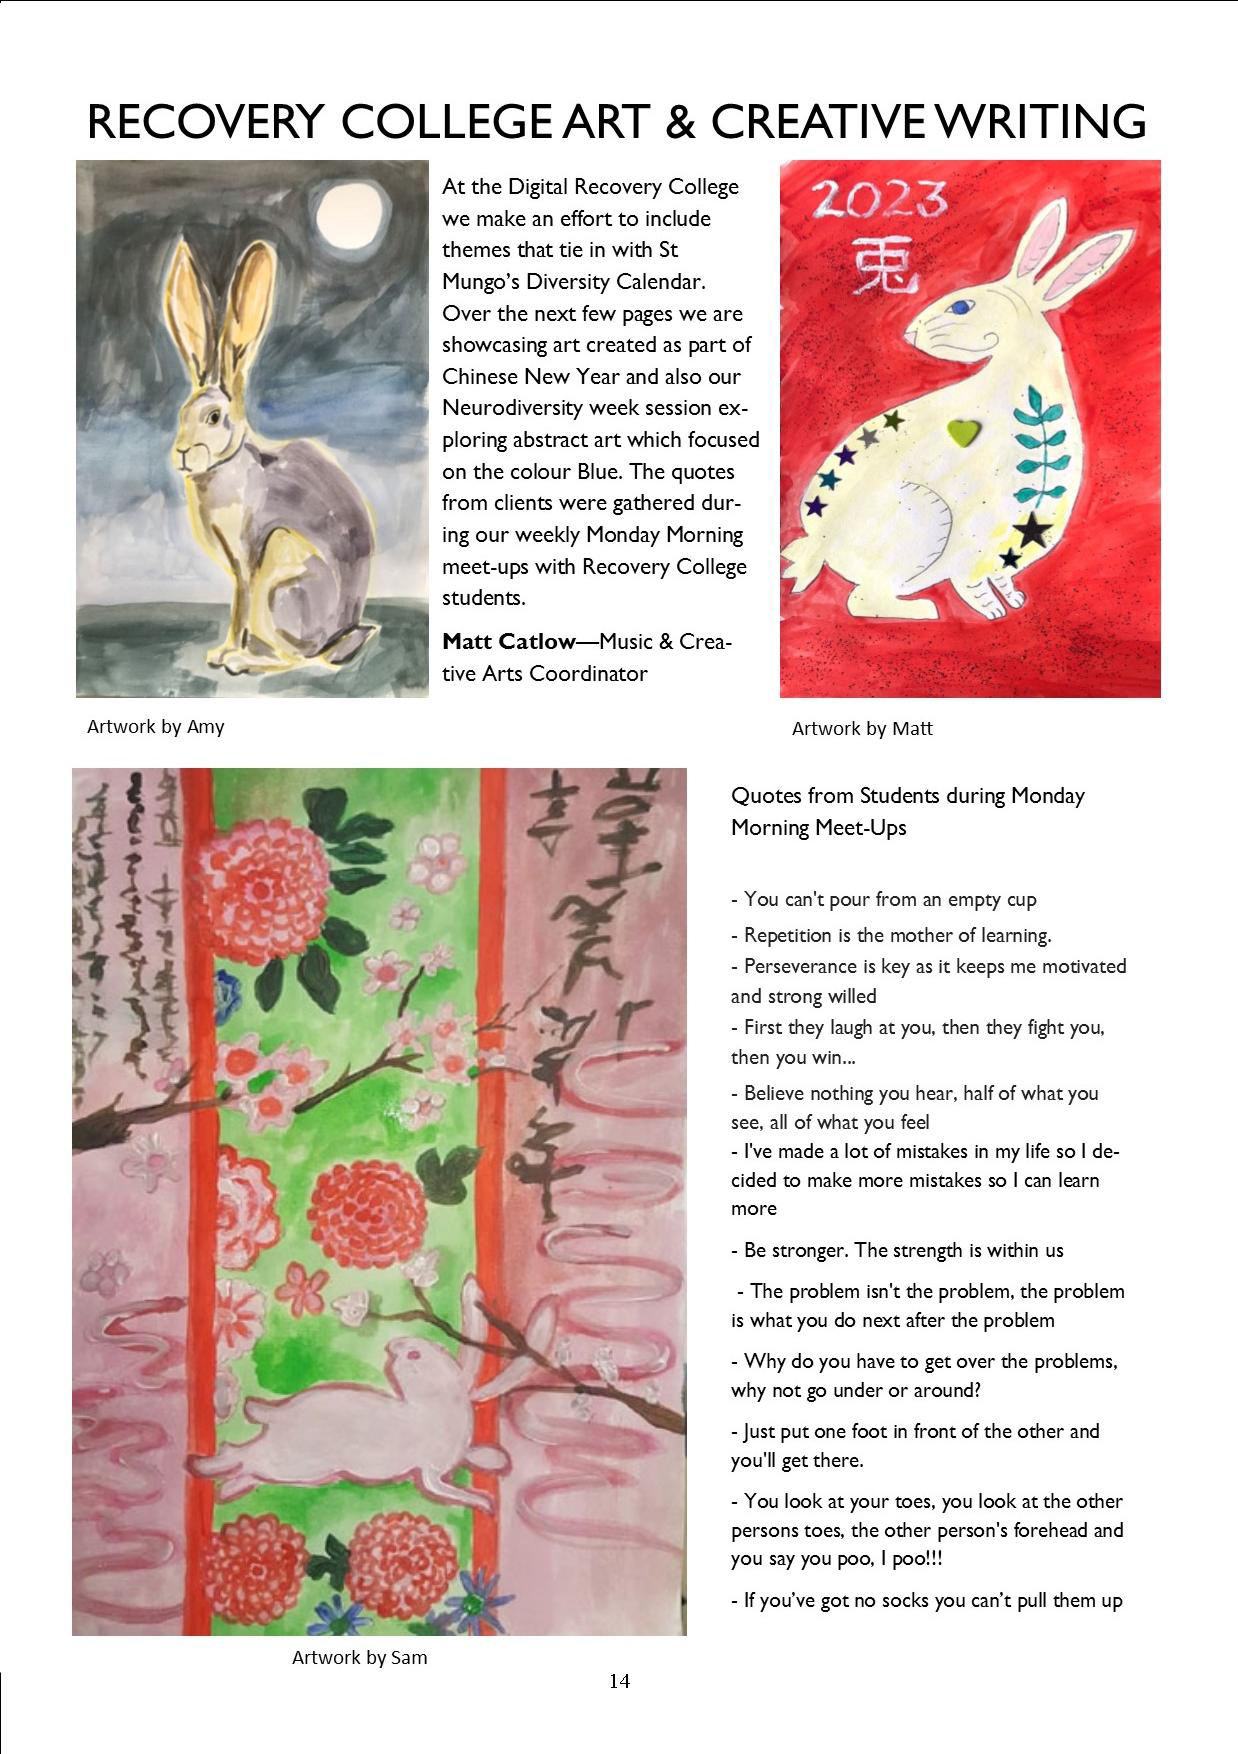 RECOVERY COLLEGE ART & CREATIVE WRITING
At the Digital Recovery College
we make an effort to include
themes that tie in with St
Mungo’s Diversity Calendar.
Over the next few pages we are
showcasing art created as part of
Chinese New Year and also our
Neurodiversity week session ex-
ploring abstract art which focused
on the colour Blue. The quotes
from clients were gathered dur-
ing our weekly Monday Morning
meet-ups with Recovery College
students.
Matt Catlow—Music & Crea-
tive Arts Coordinator
2023
兎
Artwork by Amy
Artwork by Matt
Quotes from Students during Monday
Morning Meet-Ups
- You can't pour from an empty cup
- Repetition is the mother of learning.
- Perseverance is key as it keeps me motivated
and strong willed
- First they laugh at you, then they fight you,
then you win...
- Believe nothing you hear, half of what you
see, all of what you feel
- I've made a lot of mistakes in my life so I de-
cided to make more mistakes so I can learn
more
- Be stronger. The strength is within us
- The problem isn't the problem, the problem
is what you do next after the problem
- Why do you have to get over the problems,
why not go under or around?
- Just put one foot in front of the other and
you'll get there.
- You look at your toes, you look at the other
persons toes, the other person's forehead and
you say you poo, I poo!!!
- If you’ve got no socks you can’t pull them up
Artwork by Sam
14